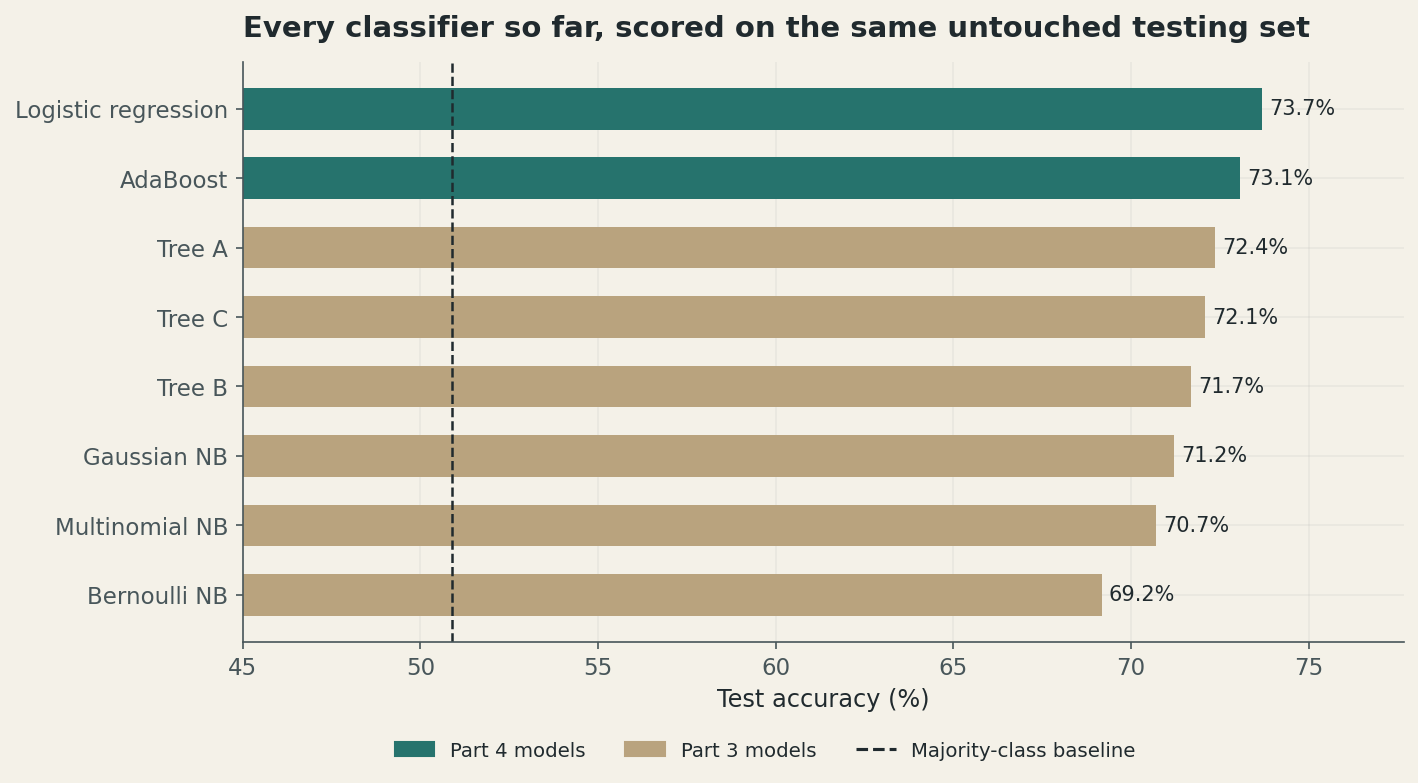 Every classifier so far, scored on the same untouched testing set
Logistic regression 73.7%
AdaBoost 73.1%
Tree A 72.4%
Tree C 72.1%
Tree B 71.7%
Gaussian NB 71.2%
Multinomial NB 70.7%
Bernoulli NB 69.2%
45 50 55 60 65 70 75
Test accuracy (%)
Part 4 models Part 3 models Majority-class baseline